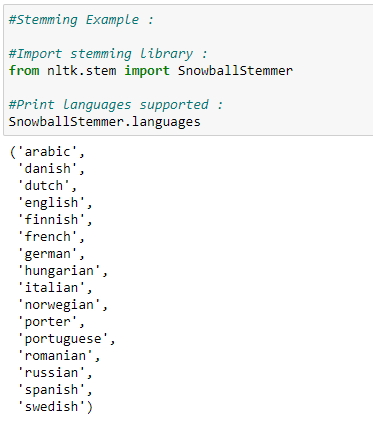 #Stemming Example :
#Import stemming library :
from nltk.stem import SnowballStemmer
#Print languages supported :
SnowballStemmer.languages
('arabic',
'danish',
'dutch',
'english',
'finnish',
'french',
'german',
'hungarian',
'italian',
'norwegian',
'porter',
'portuguese',
'romanian',
'russian',
'spanish',
'swedish')